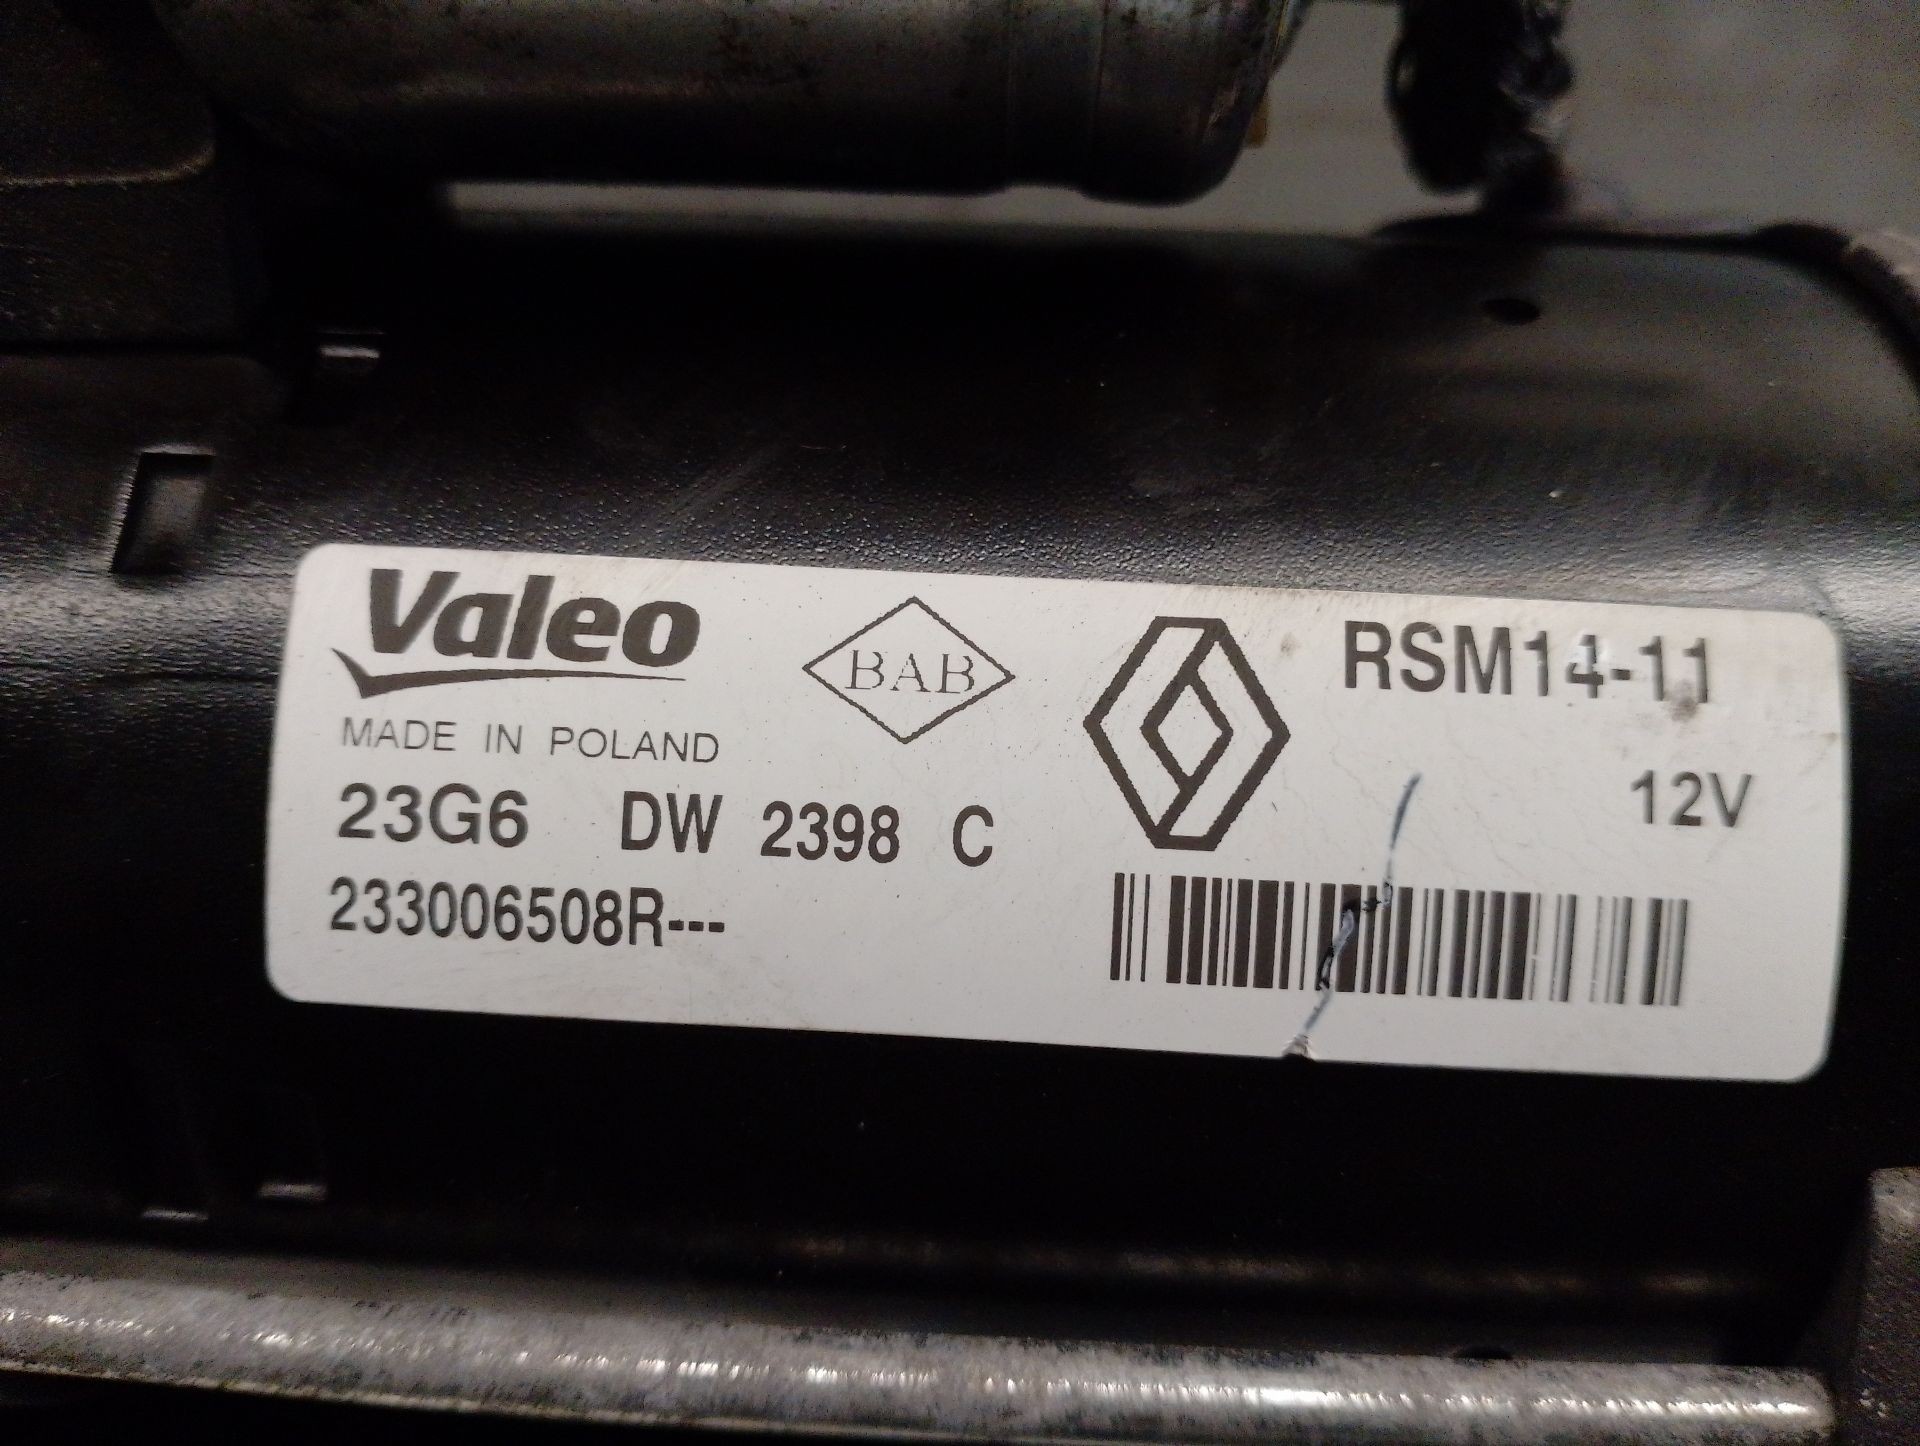 Valeo
BAB
RSM14-11
MADE IN POLAND
12V
23G6 DW 2398 C
233006508R---